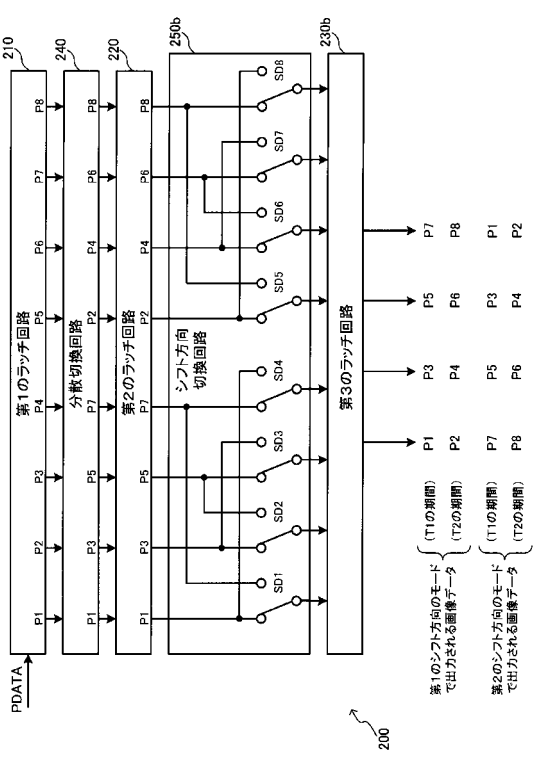 PDATA
210
第1のラッチ回路
P1 P2 P3 P4 P5 P6 P7 P8
240
分散切換回路
P1 P3 P5 P7 P2 P4 P6 P8
220
第2のラッチ回路
P1 P3 P5 P7 P2 P4 P6 P8
250b
シフト方向
切換回路
SD1 SD2 SD3 SD4 SD5 SD6 SD7 SD8
230b
第3のラッチ回路
200
第1のシフト方向のモード
で出力される画像データ
(T1の期間) P1 P3 P5 P7
(T2の期間) P2 P4 P6 P8
第2のシフト方向のモード
で出力される画像データ
(T1の期間) P7 P5 P3 P1
(T2の期間) P8 P6 P4 P2